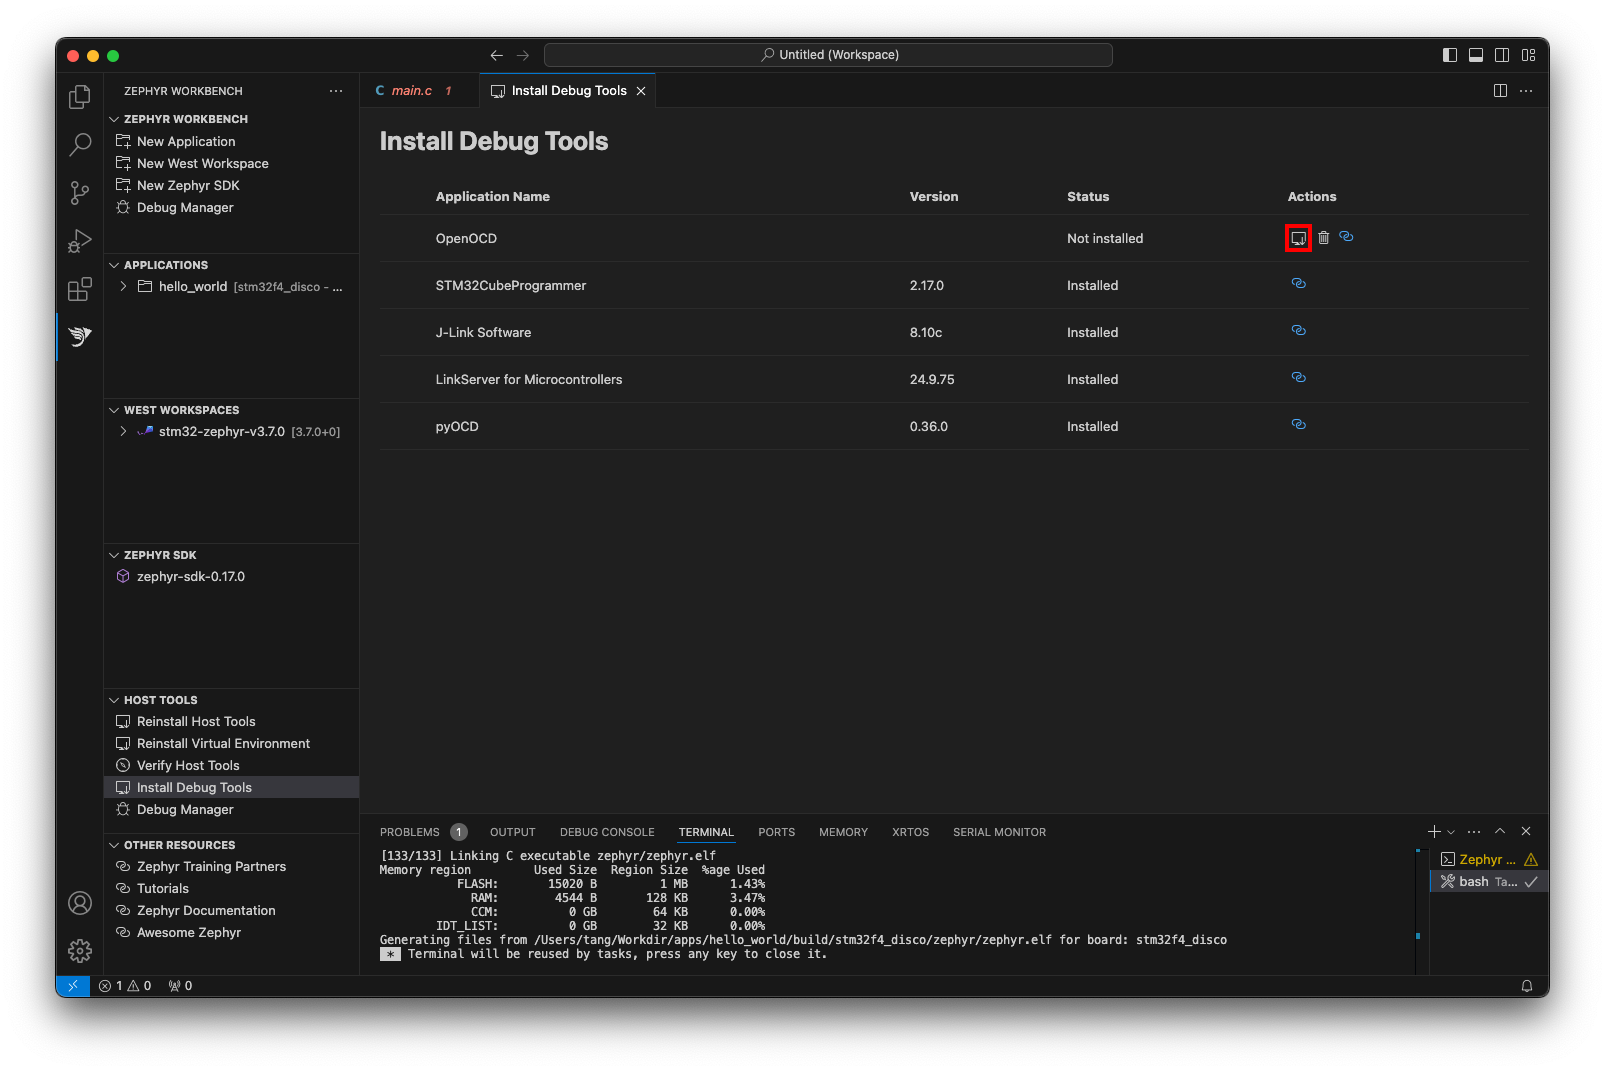 Untitled (Workspace)
ZEPHYR WORKBENCH
ZEPHYR WORKBENCH
New Application
New West Workspace
New Zephyr SDK
Debug Manager
APPLICATIONS
hello_world [stm32f4_disco - ...
WEST WORKSPACES
stm32-zephyr-v3.7.0 [3.7.0+0]
ZEPHYR SDK
zephyr-sdk-0.17.0
HOST TOOLS
Reinstall Host Tools
Reinstall Virtual Environment
Verify Host Tools
Install Debug Tools
Debug Manager
OTHER RESOURCES
Zephyr Training Partners
Tutorials
Zephyr Documentation
Awesome Zephyr
C main.c 1 Install Debug Tools
Install Debug Tools
Application Name Version Status Actions
OpenOCD Not installed
STM32CubeProgrammer 2.17.0 Installed
J-Link Software 8.10c Installed
LinkServer for Microcontrollers 24.9.75 Installed
pyOCD 0.36.0 Installed
PROBLEMS 1 OUTPUT DEBUG CONSOLE TERMINAL PORTS MEMORY XRTOS SERIAL MONITOR
[133/133] Linking C executable zephyr/zephyr.elf
Memory region Used Size Region Size %age Used
FLASH: 15020 B 1 MB 1.43%
RAM: 4544 B 128 KB 3.47%
CCM: 0 GB 64 KB 0.00%
IDT_LIST: 0 GB 32 KB 0.00%
Generating files from /Users/tang/Workdir/apps/hello_world/build/stm32f4_disco/zephyr/zephyr.elf for board: stm32f4_disco
* Terminal will be reused by tasks, press any key to close it.
Zephyr ...
bash Ta...
1 0 0